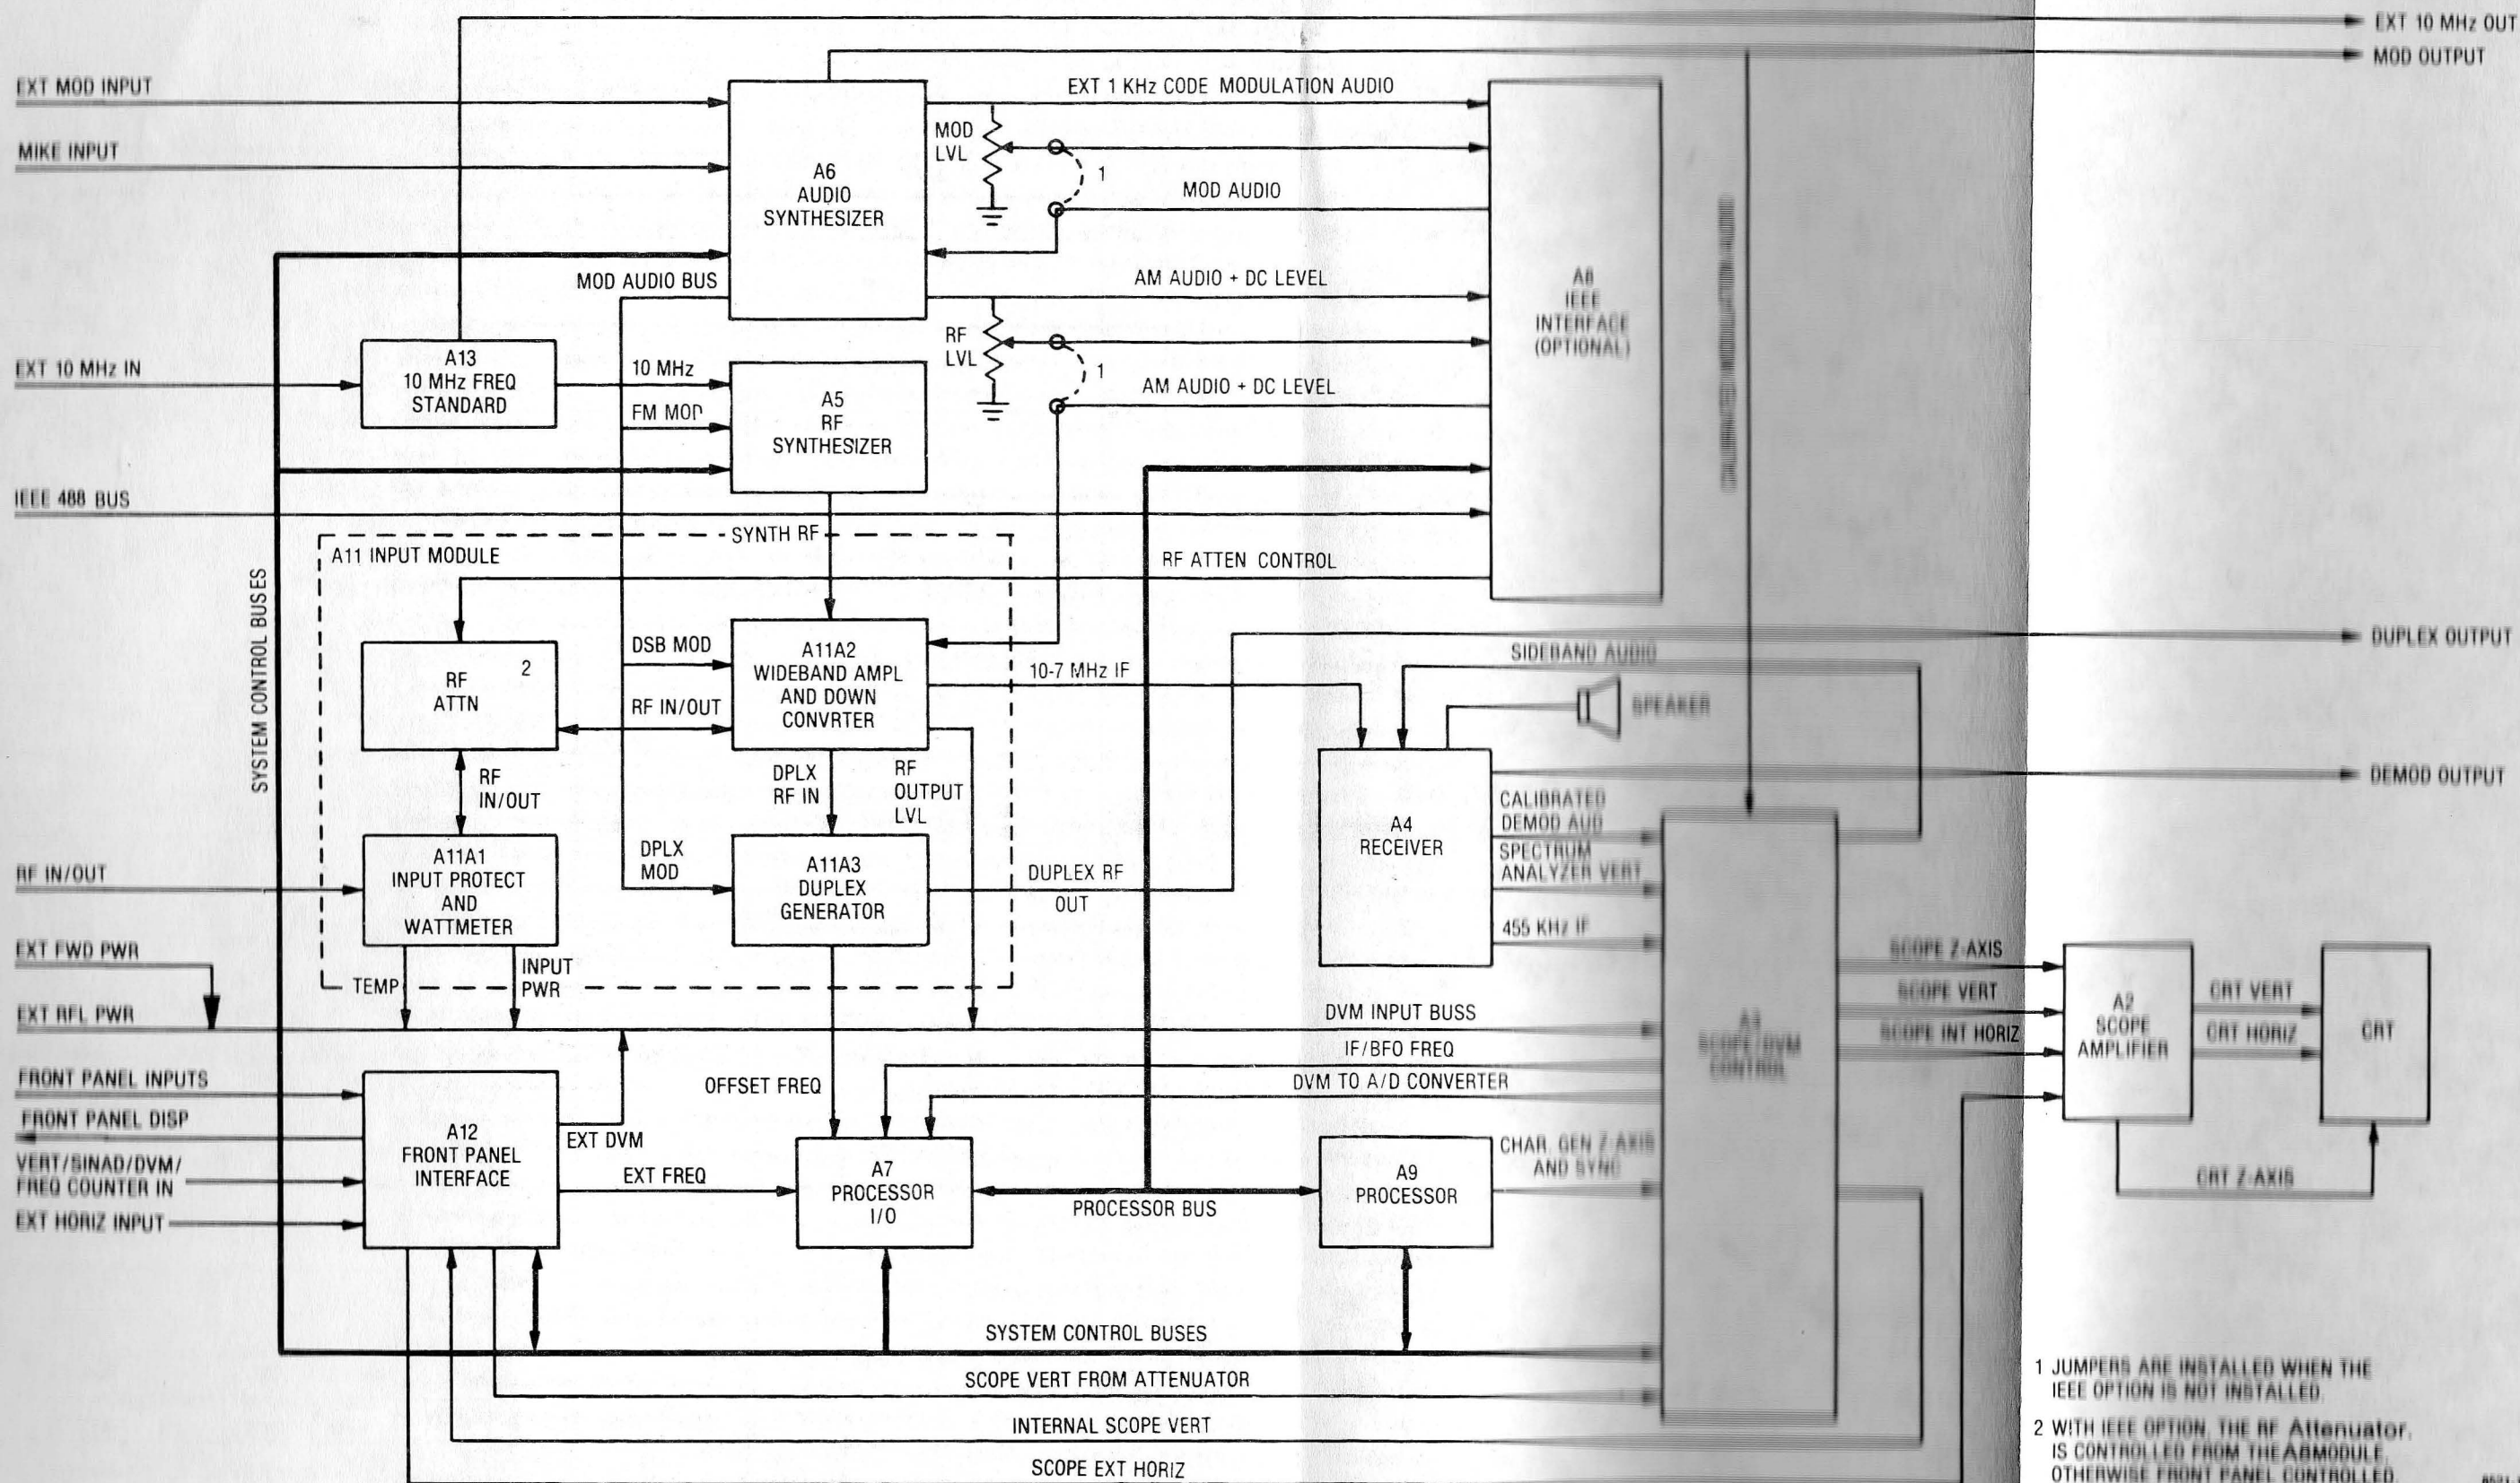 EXT 10 MHz OUT
MOD OUTPUT
EXT MOD INPUT
EXT 1 KHz CODE MODULATION AUDIO
MOD
LVL
MIKE INPUT
A6
AUDIO
SYNTHESIZER
1
MOD AUDIO
MOD AUDIO BUS
AM AUDIO + DC LEVEL
A8
IEEE
INTERFACE
(OPTIONAL)
RF
LVL
1
AM AUDIO + DC LEVEL
EXT 10 MHz IN
A13
10 MHz FREQ
STANDARD
10 MHz
FM MOD
A5
RF
SYNTHESIZER
IEEE 488 BUS
SYNTH RF
A11 INPUT MODULE
RF ATTEN CONTROL
SYSTEM CONTROL BUSES
DUPLEX OUTPUT
2
RF
ATTN
DSB MOD
RF IN/OUT
A11A2
WIDEBAND AMPL
AND DOWN
CONVRTER
10-7 MHz IF
SIDEBAND AUDIO
SPEAKER
RF
IN/OUT
DPLX
RF IN
RF
OUTPUT
LVL
DEMOD OUTPUT
A4
RECEIVER
CALIBRATED
DEMOD AUD
SPECTRUM
ANALYZER VERT
455 KHz IF
RF IN/OUT
A11A1
INPUT PROTECT
AND
WATTMETER
DPLX
MOD
A11A3
DUPLEX
GENERATOR
DUPLEX RF
OUT
EXT FWD PWR
TEMP
INPUT
PWR
EXT RFL PWR
DVM INPUT BUSS
IF/BFO FREQ
DVM TO A/D CONVERTER
A3
SCOPE/DVM
CONTROL
SCOPE Z-AXIS
SCOPE VERT
SCOPE INT HORIZ
A2
SCOPE
AMPLIFIER
CRT VERT
CRT HORIZ
CRT
CRT Z-AXIS
FRONT PANEL INPUTS
FRONT PANEL DISP
VERT/SINAD/DVM/
FREQ COUNTER IN
EXT HORIZ INPUT
A12
FRONT PANEL
INTERFACE
EXT DVM
EXT FREQ
OFFSET FREQ
A7
PROCESSOR
I/O
PROCESSOR BUS
A9
PROCESSOR
CHAR. GEN Z-AXIS
AND SYNC
SYSTEM CONTROL BUSES
SCOPE VERT FROM ATTENUATOR
INTERNAL SCOPE VERT
SCOPE EXT HORIZ
1 JUMPERS ARE INSTALLED WHEN THE
IEEE OPTION IS NOT INSTALLED.
2 WITH IEEE OPTION, THE RF Attenuator.
IS CONTROLLED FROM THE A8MODULE,
OTHERWISE FRONT PANEL CONTROLLED.